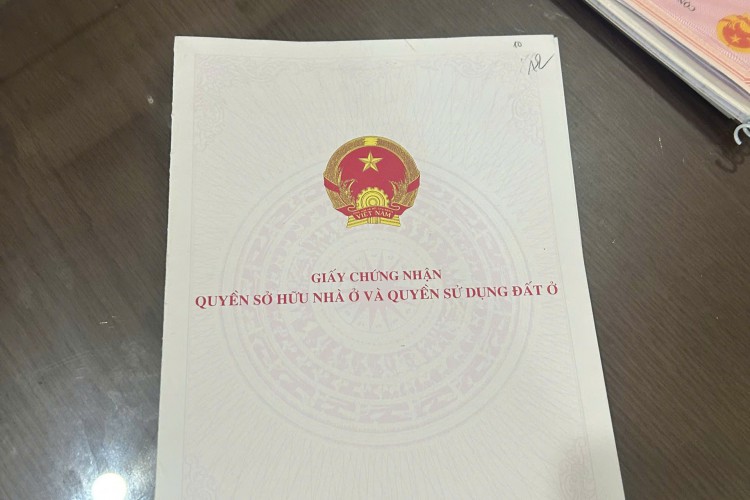 VIỆT NAM
GIẤY CHỨNG NHẬN
QUYỀN SỞ HỮU NHÀ Ở VÀ QUYỀN SỬ DỤNG ĐẤT Ở